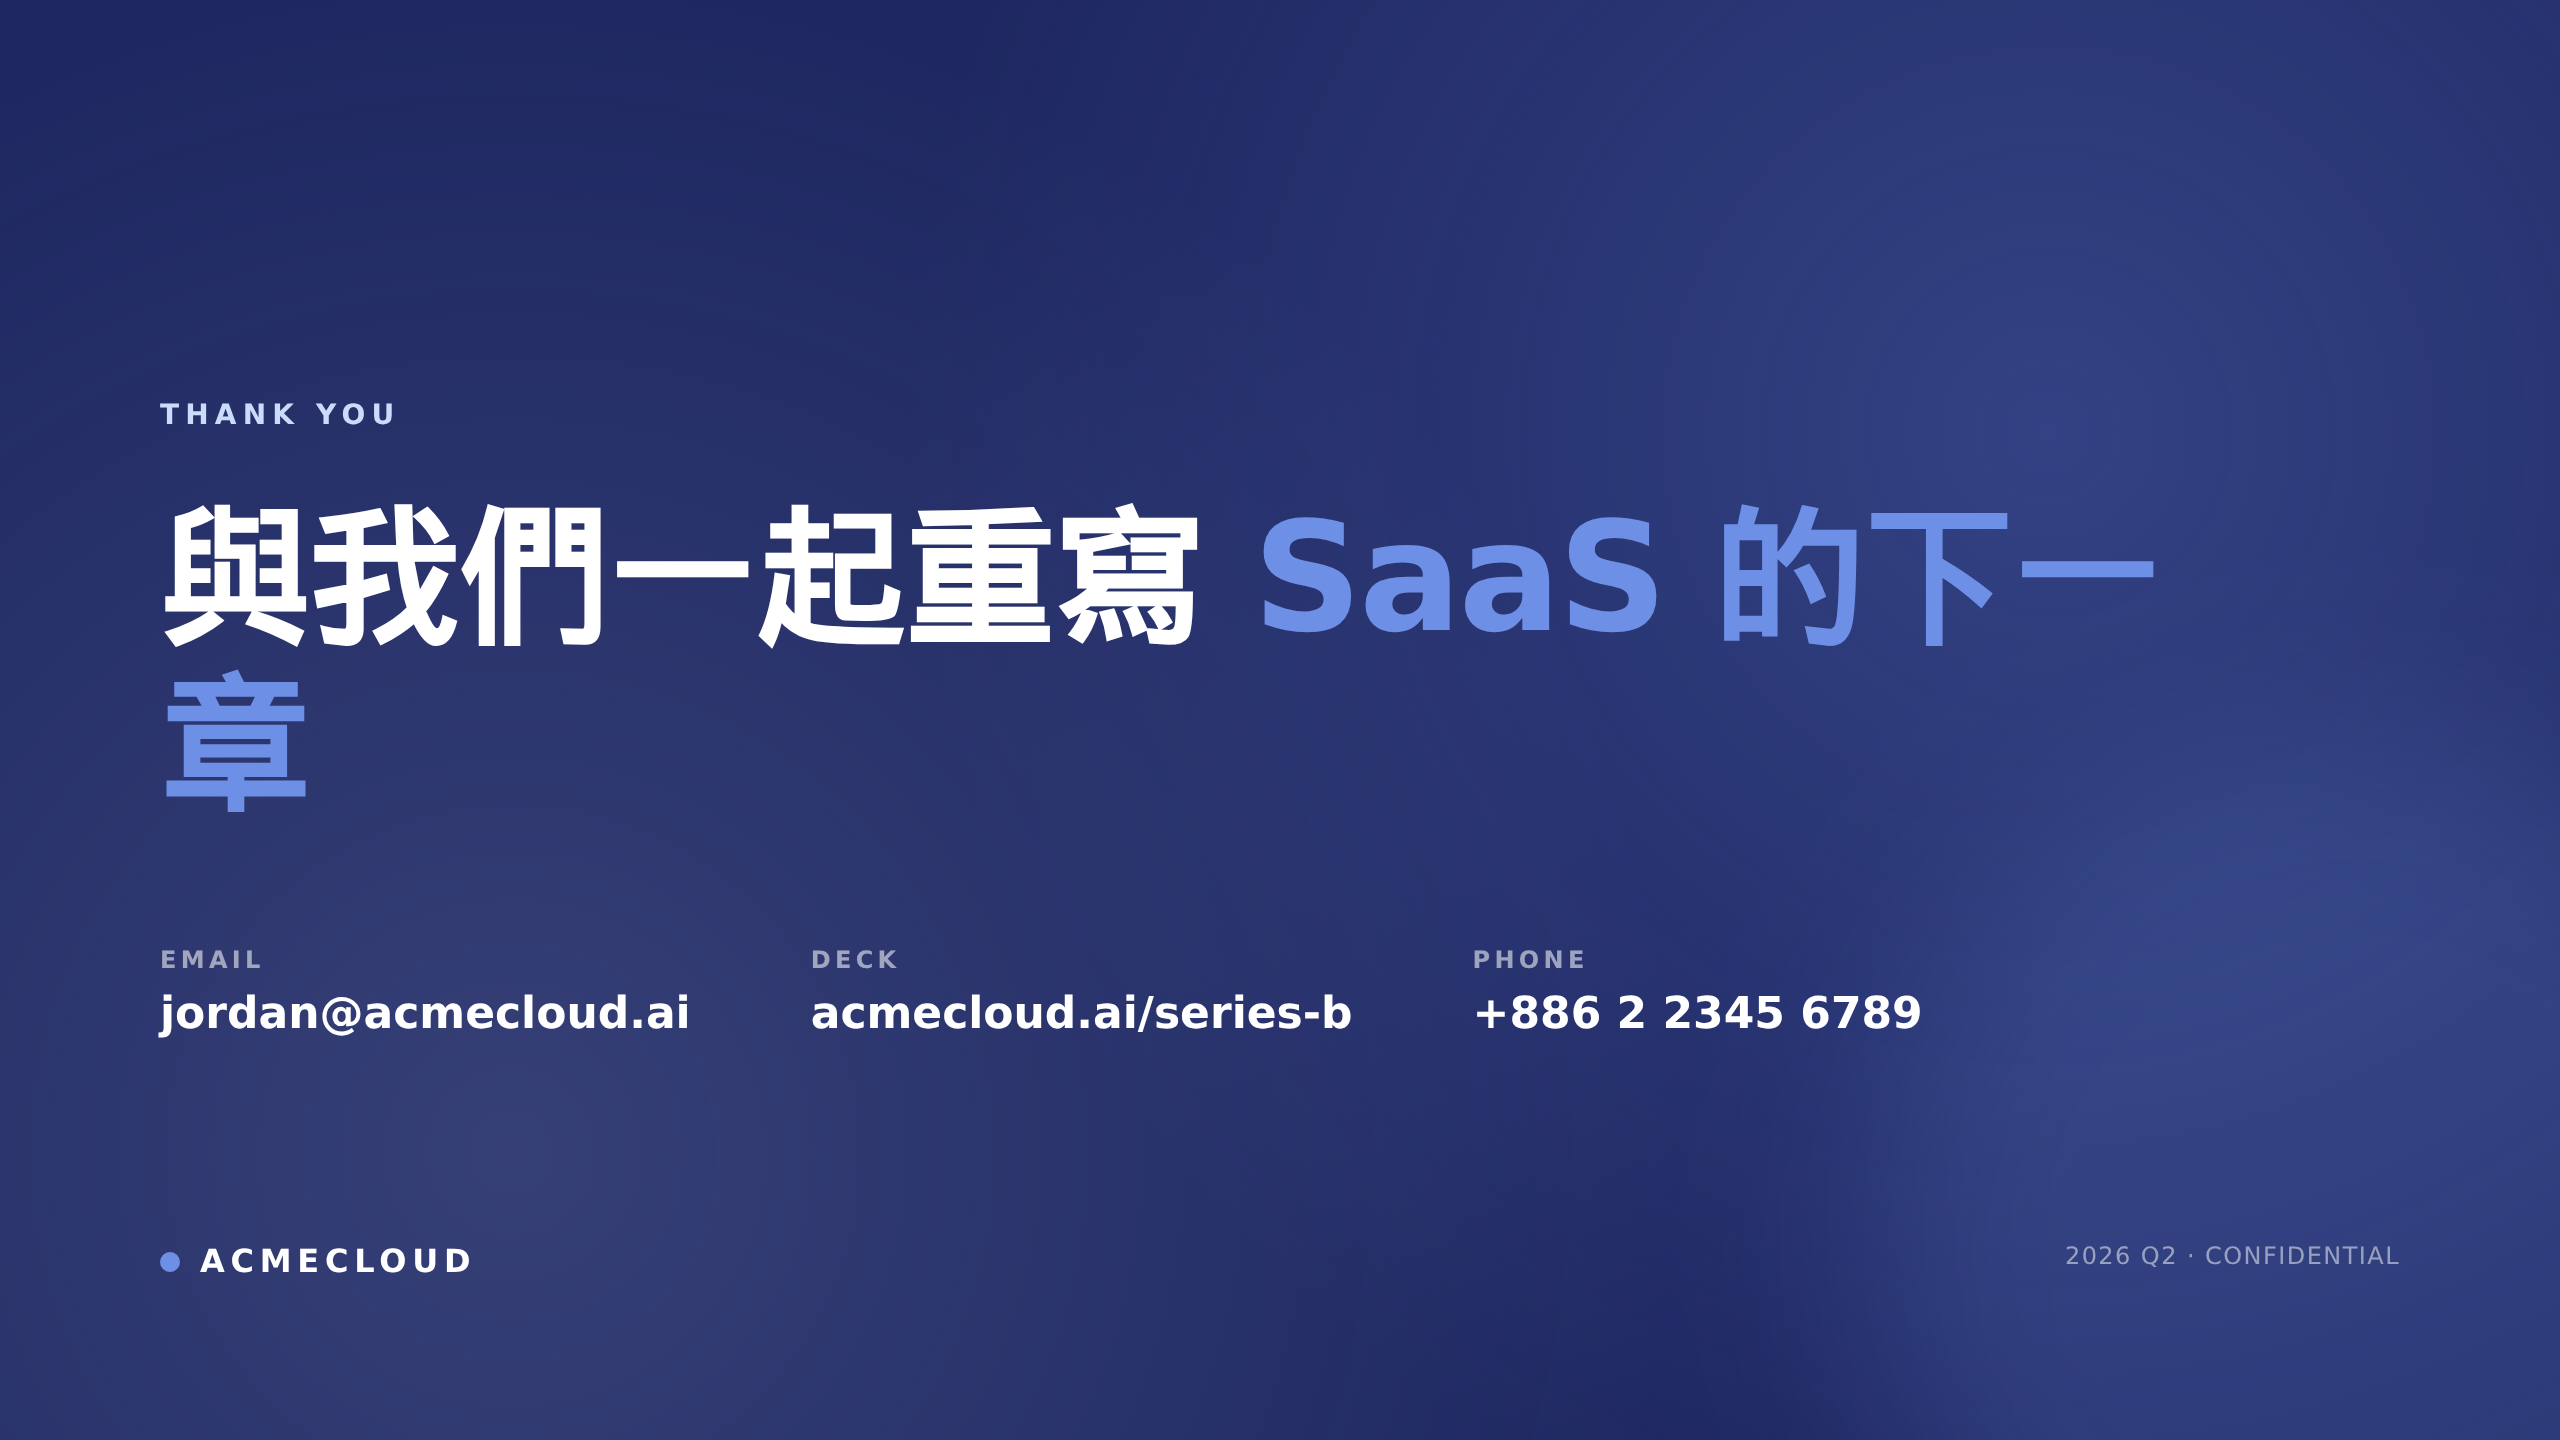 THANK YOU
與我們一起重寫 SaaS 的下一
章
EMAIL
jordan@acmecloud.ai
DECK
acmecloud.ai/series-b
PHONE
+886 2 2345 6789
ACMECLOUD
2026 Q2 · CONFIDENTIAL